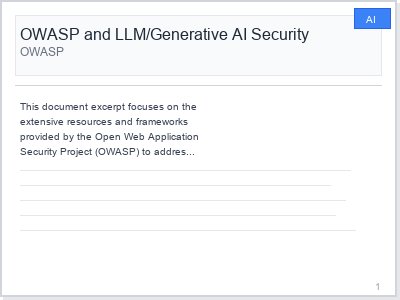 AI
OWASP and LLM/Generative AI Security
OWASP
This document excerpt focuses on the
extensive resources and frameworks
provided by the Open Web Application
Security Project (OWASP) to addres...
1